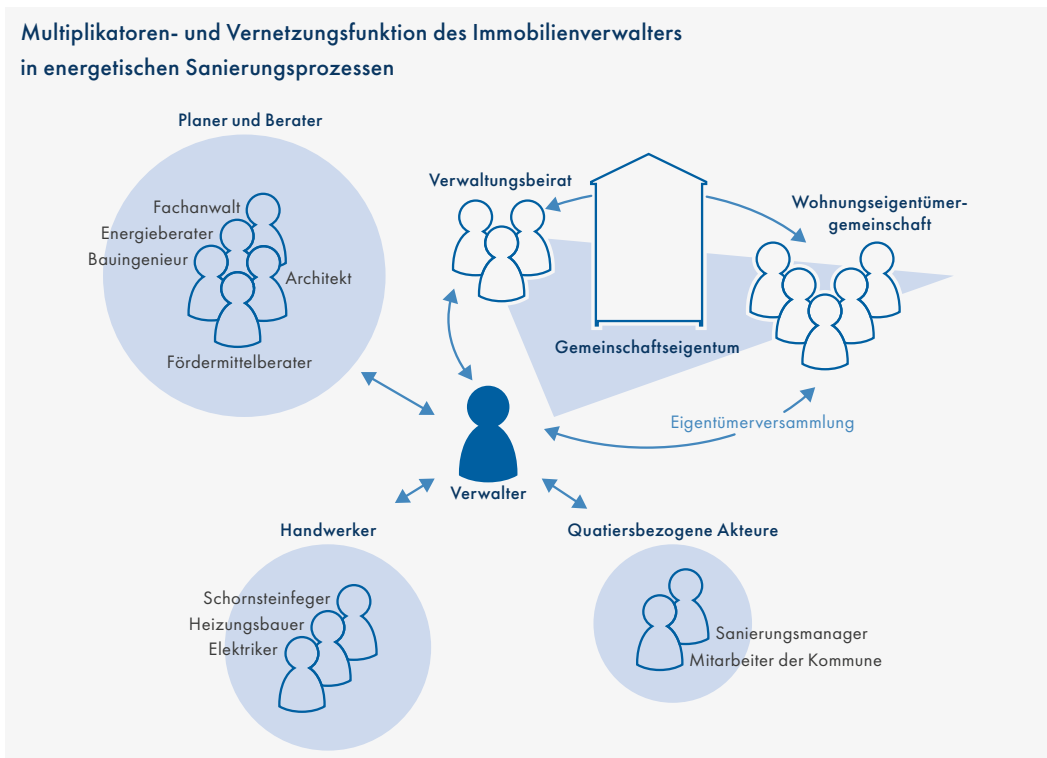 Multiplikatoren- und Vernetzungsfunktion des Immobilienverwalters
in energetischen Sanierungsprozessen
Planer und Berater
Fachanwalt
Energieberater
Bauingenieur
Architekt
Fördermittelberater
Verwaltungsbeirat
Wohnungseigentümer-
gemeinschaft
Gemeinschaftseigentum
Eigentümerversammlung
Verwalter
Handwerker
Schornsteinfeger
Heizungsbauer
Elektriker
Quatiersbezogene Akteure
Sanierungsmanager
Mitarbeiter der Kommune